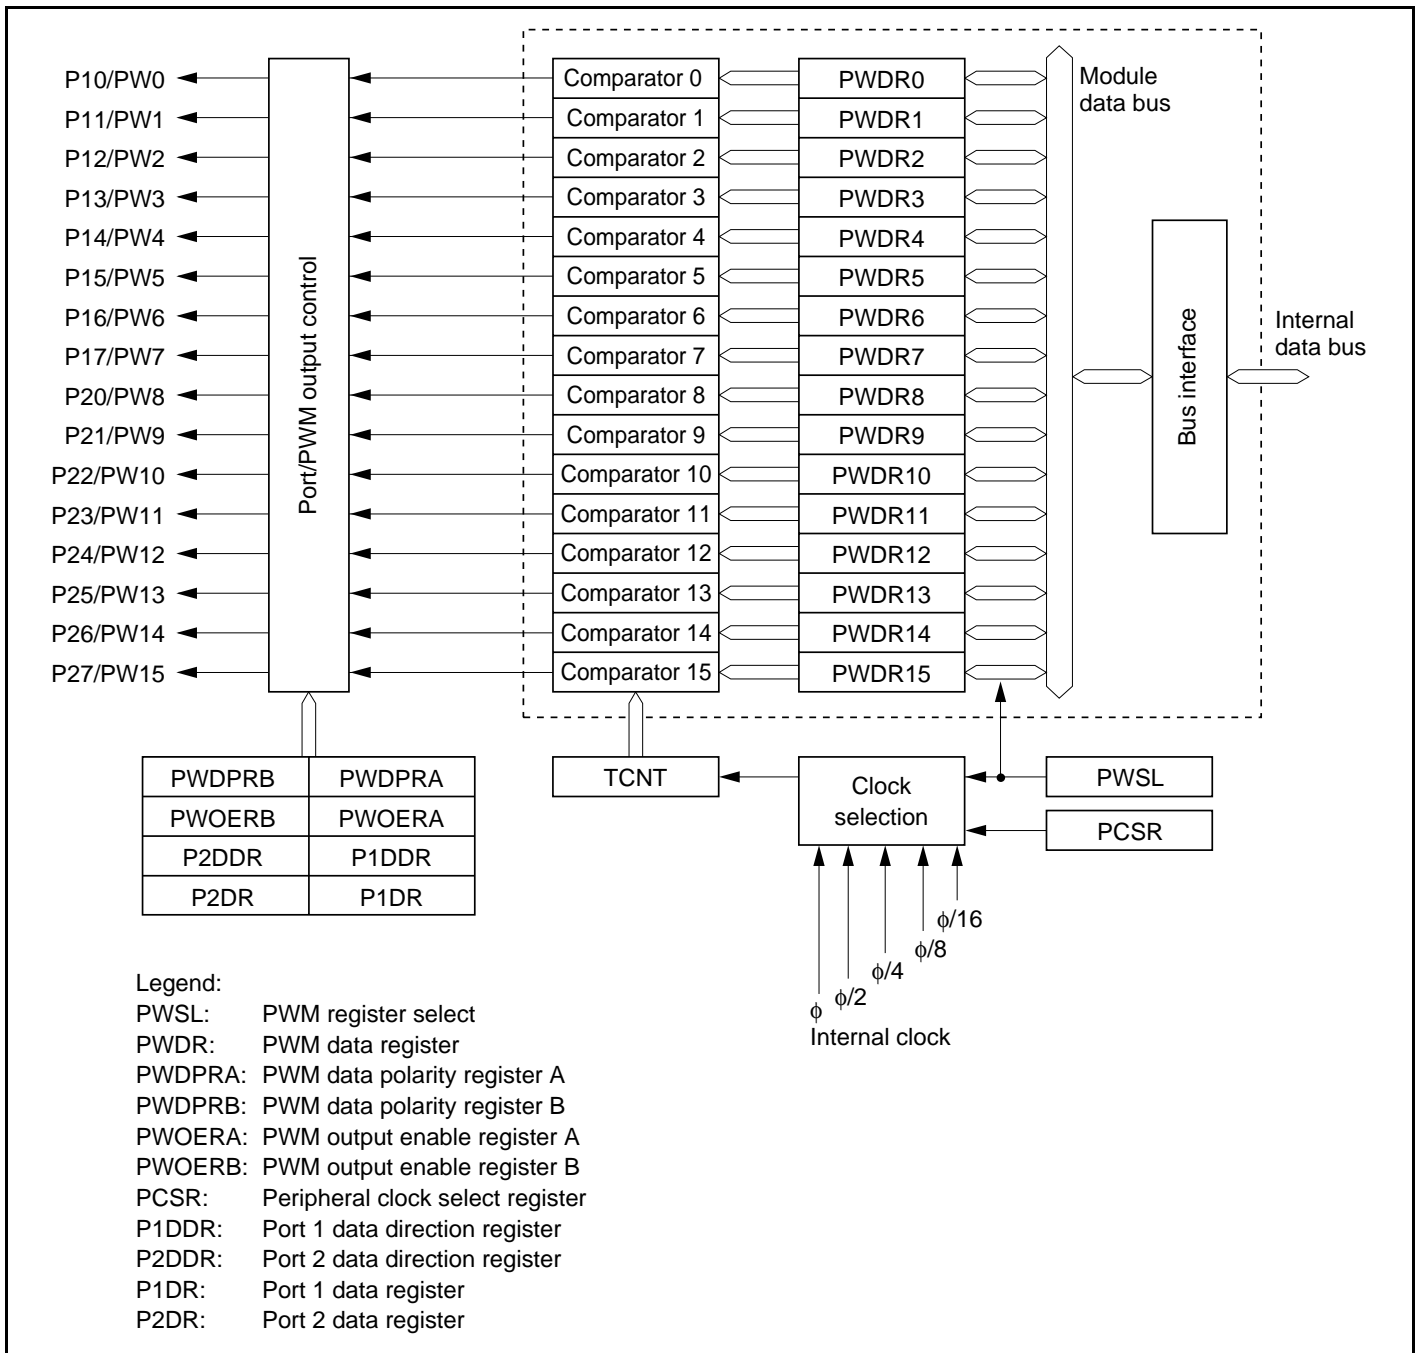 P10/PW0 Comparator 0 PWDR0 Module
data bus
P11/PW1 Comparator 1 PWDR1
P12/PW2 Comparator 2 PWDR2
P13/PW3 Comparator 3 PWDR3
P14/PW4 Comparator 4 PWDR4
P15/PW5 Comparator 5 PWDR5
P16/PW6 Comparator 6 PWDR6
P17/PW7 Comparator 7 PWDR7
P20/PW8 Comparator 8 PWDR8
P21/PW9 Comparator 9 PWDR9
P22/PW10 Comparator 10 PWDR10
P23/PW11 Comparator 11 PWDR11
P24/PW12 Comparator 12 PWDR12
P25/PW13 Comparator 13 PWDR13
P26/PW14 Comparator 14 PWDR14
P27/PW15 Comparator 15 PWDR15
Port/PWM output control
Bus interface
Internal
data bus
PWDPRB PWDPRA
PWOERB PWOERA
P2DDR P1DDR
P2DR P1DR
TCNT
Clock
selection
PWSL
PCSR
ϕ/16
ϕ/8
ϕ/4
ϕ/2
ϕ
Internal clock
Legend:
PWSL: PWM register select
PWDR: PWM data register
PWDPRA: PWM data polarity register A
PWDPRB: PWM data polarity register B
PWOERA: PWM output enable register A
PWOERB: PWM output enable register B
PCSR: Peripheral clock select register
P1DDR: Port 1 data direction register
P2DDR: Port 2 data direction register
P1DR: Port 1 data register
P2DR: Port 2 data register